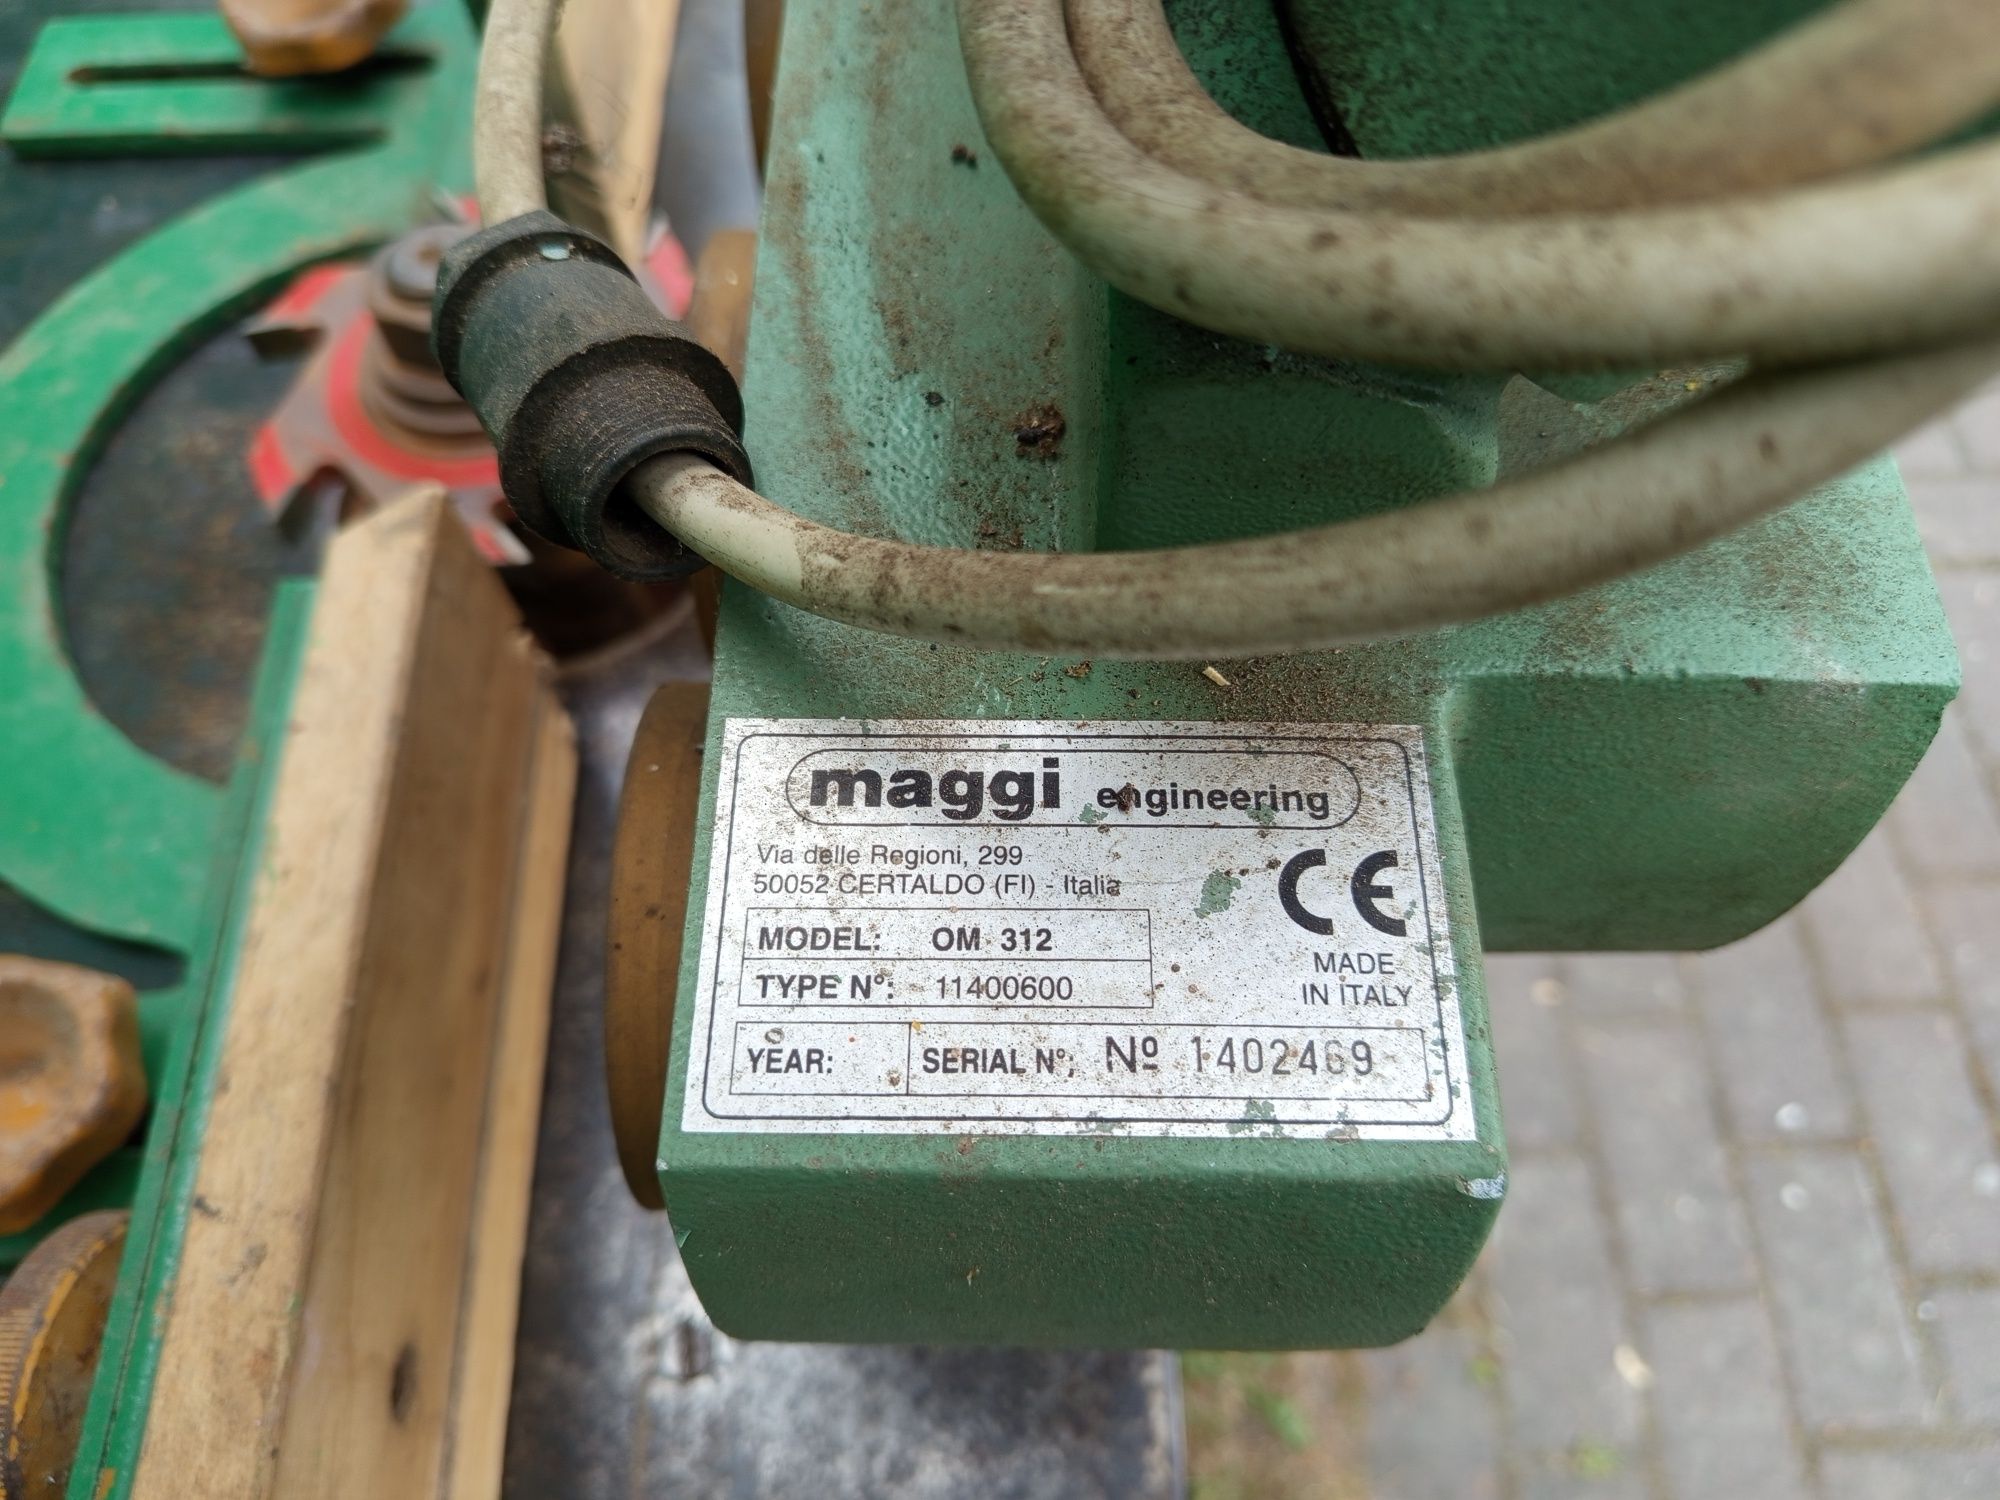 maggi engineering
Via delle Regioni, 299
50052 CERTALDO (FI) - Italia
CE
MODEL: OM 312
TYPE N°: 11400600
MADE
IN ITALY
YEAR:
SERIAL N°: Nº 1402469